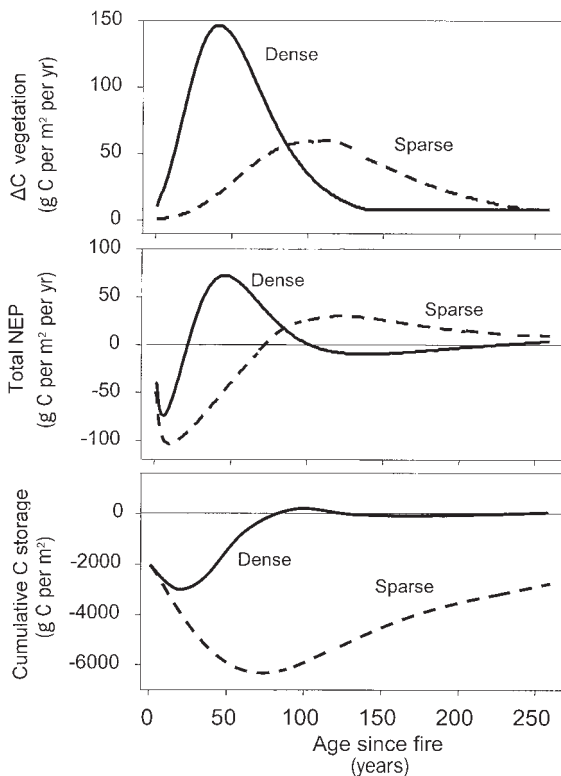 ΔC vegetation
(g C per m² per yr)
150
100
50
0
Dense
Sparse
Total NEP
(g C per m² per yr)
100
50
0
-50
-100
Dense
Sparse
Cumulative C storage
(g C per m²)
0
-2000
-4000
-6000
Dense
Sparse
0 50 100 150 200 250
Age since fire
(years)